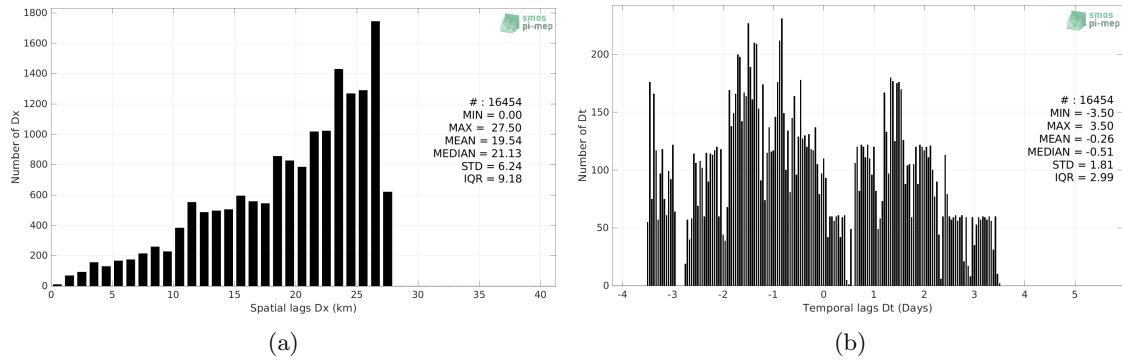 1800
1600
1400
1200
1000
800
600
400
200
0
Number of Dx
smos
pi-mep
# : 16454
MIN = 0.00
MAX = 27.50
MEAN = 19.54
MEDIAN = 21.13
STD = 6.24
IQR = 9.18
0 5 10 15 20 25 30 35 40
Spatial lags Dx (km)
(a)
200
150
100
50
0
Number of Dt
smos
pi-mep
# : 16454
MIN = -3.50
MAX = 3.50
MEAN = -0.26
MEDIAN = -0.51
STD = 1.81
IQR = 2.99
-4 -3 -2 -1 0 1 2 3 4 5
Temporal lags Dt (Days)
(b)